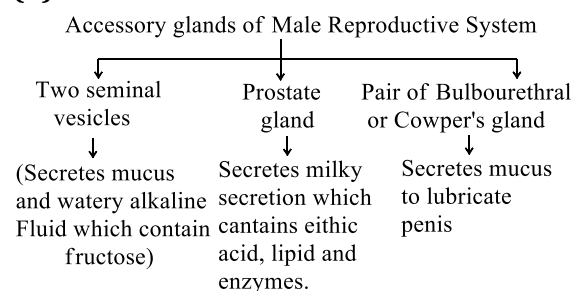 Accessory glands of Male Reproductive System
Two seminal
vesicles
Prostate
gland
Pair of Bulbourethral
or Cowper's gland
(Secretes mucus
and watery alkaline
Fluid which contain
fructose)
Secretes milky
secretion which
cantains eithic
acid, lipid and
enzymes.
Secretes mucus
to lubricate
penis